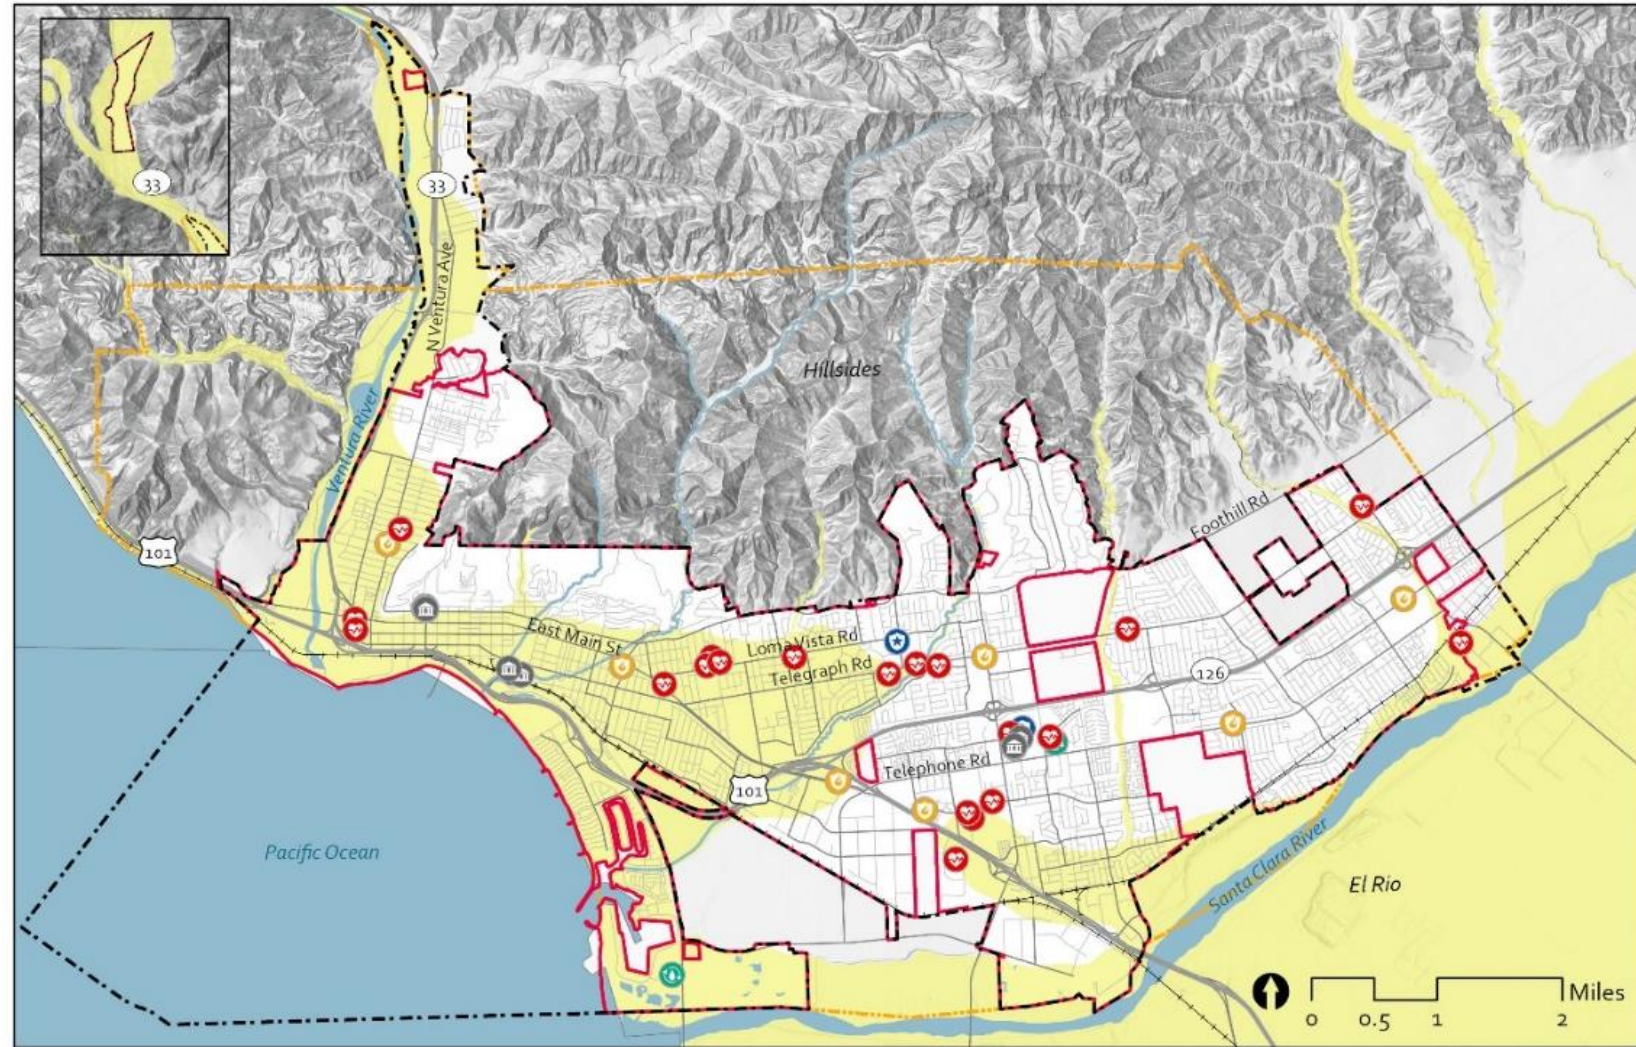 33
33
N Ventura Ave
Hillsides
Ventura River
Foothill Rd
101
East Main St
Loma Vista Rd
Telegraph Rd
126
Telephone Rd
101
Pacific Ocean
Santa Clara River
El Rio
Miles
0 0.5 1 2